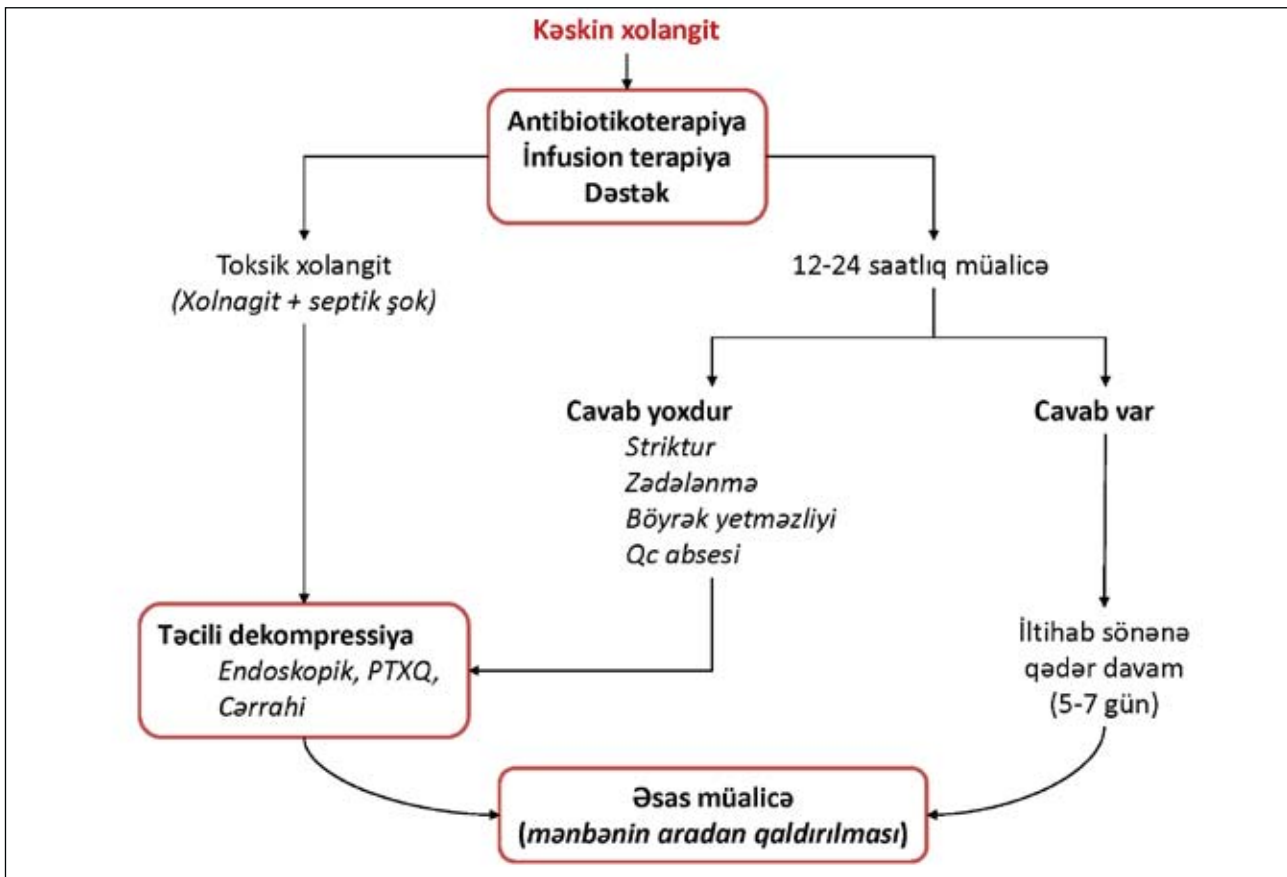 Kəskin xolangit
Antibiotikoterapiya
İnfusion terapiya
Dəstək
Toksik xolangit
(Xolnagit + septik şok)
12-24 saatlıq müalicə
Cavab yoxdur
Striktur
Zədələnmə
Böyrək yetməzliyi
Qc absesi
Cavab var
Təcili dekompressiya
Endoskopik, PTXQ,
Cərrahi
İltihab sönənə
qədər davam
(5-7 gün)
Əsas müalicə
(mənbənin aradan qaldırılması)